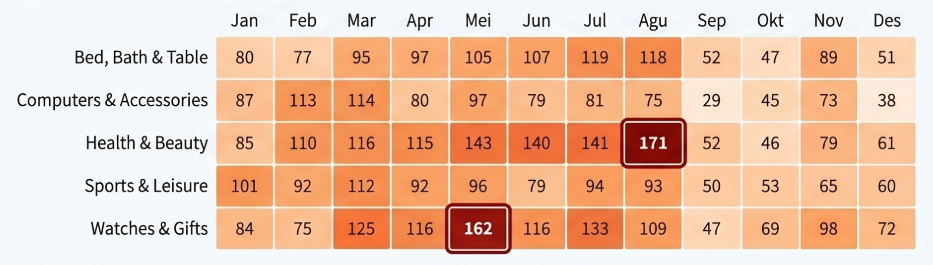 Jan Feb Mar Apr Mei Jun Jul Agu Sep Okt Nov Des
Bed, Bath & Table 80 77 95 97 105 107 119 118 52 47 89 51
Computers & Accessories 87 113 114 80 97 79 81 75 29 45 73 38
Health & Beauty 85 110 116 115 143 140 141 171 52 46 79 61
Sports & Leisure 101 92 112 92 96 79 94 93 50 53 65 60
Watches & Gifts 84 75 125 116 162 116 133 109 47 69 98 72